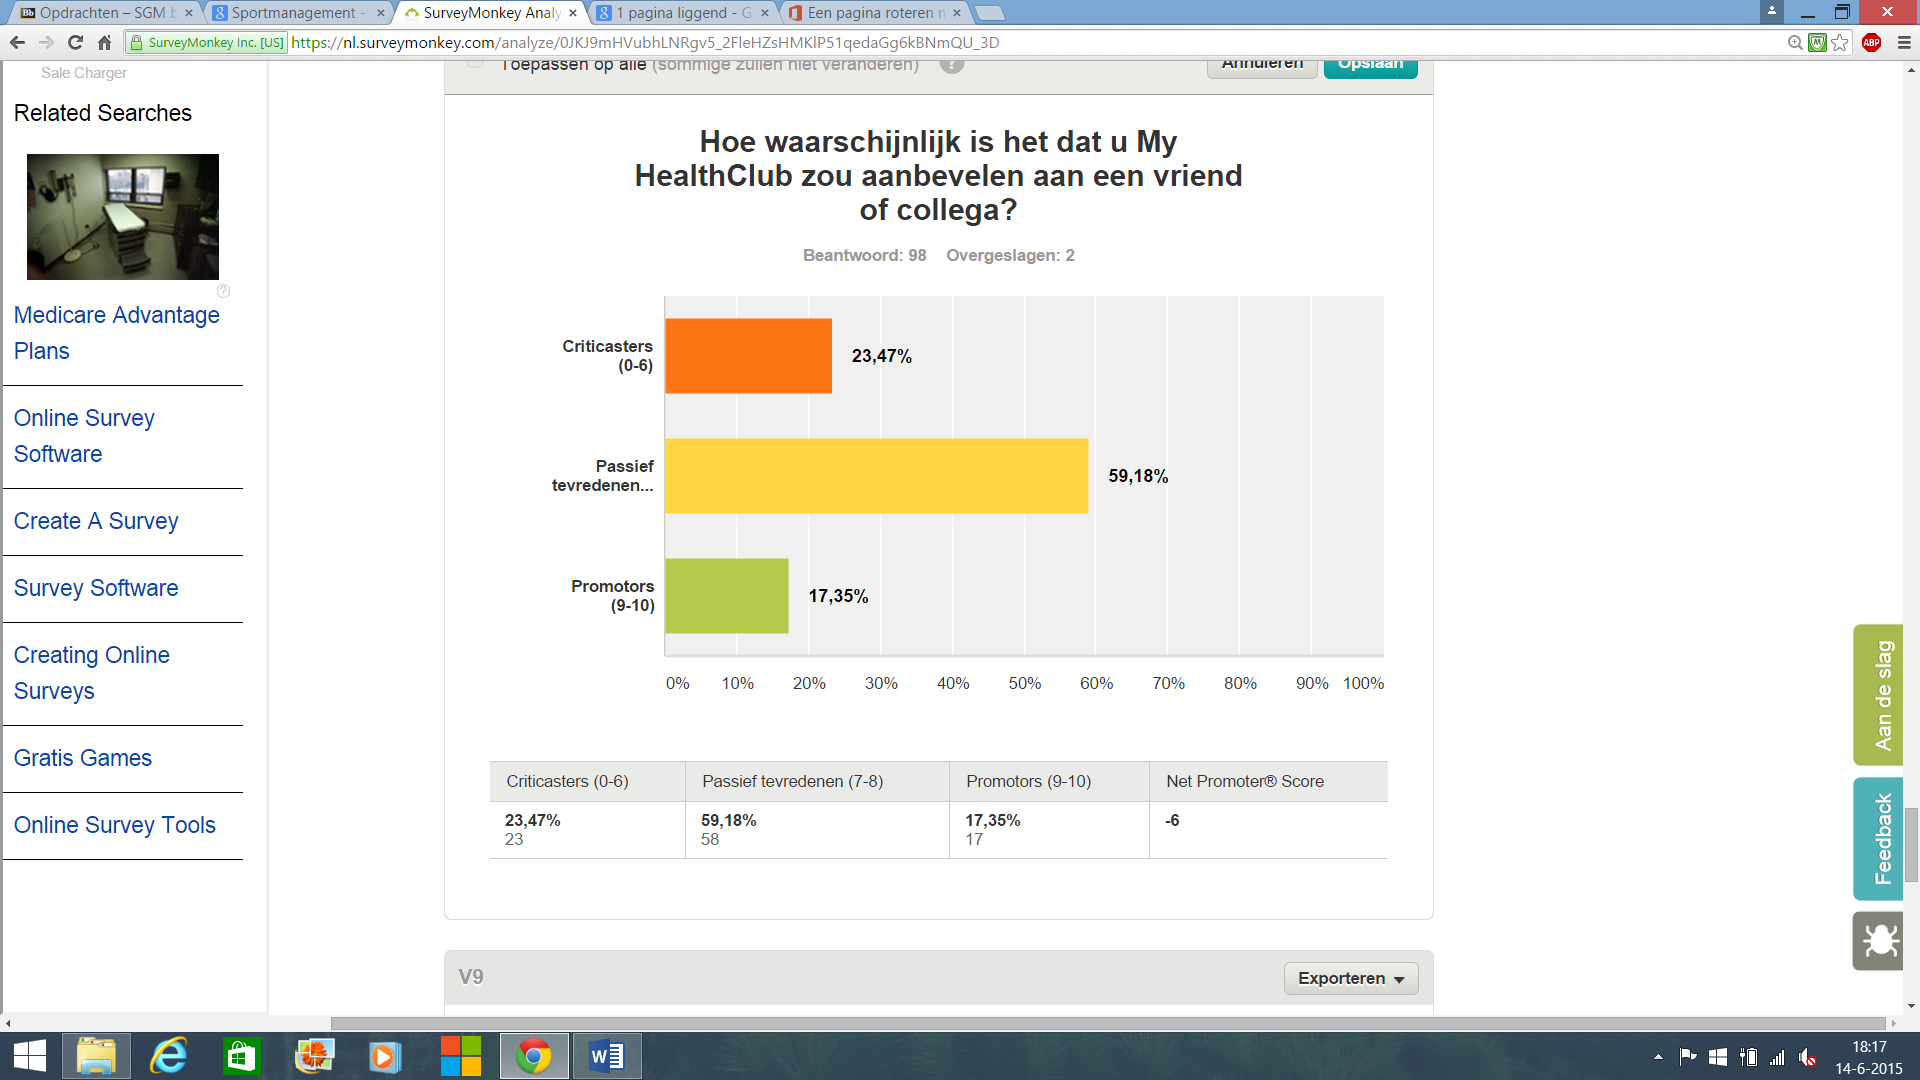 Opdrachten – SGM b
Sportmanagement -
SurveyMonkey Analy
1 pagina liggend - G
Een pagina roteren n
SurveyMonkey Inc. [US]
https://nl.surveymonkey.com/analyze/0JKJ9mHVubhLNRgv5_2FleHZsHMKlP51qedaGg6kBNmQU_3D
ABP
Sale Charger
Related Searches
Medicare Advantage
Plans
Online Survey
Software
Create A Survey
Survey Software
Creating Online
Surveys
Gratis Games
Online Survey Tools
Toepassen op alle (sommige zullen niet veranderen)
Annuleren
Opslaan
Hoe waarschijnlijk is het dat u My
HealthClub zou aanbevelen aan een vriend
of collega?
Beantwoord: 98 Overgeslagen: 2
Criticasters
(0-6)
23,47%
Passief
tevredenen...
59,18%
Promotors
(9-10)
17,35%
0% 10% 20% 30% 40% 50% 60% 70% 80% 90% 100%
Criticasters (0-6) Passief tevredenen (7-8) Promotors (9-10) Net Promoter® Score
23,47% 59,18% 17,35% -6
23 58 17
V9
Exporteren
Aan de slag
Feedback
18:17
14-6-2015